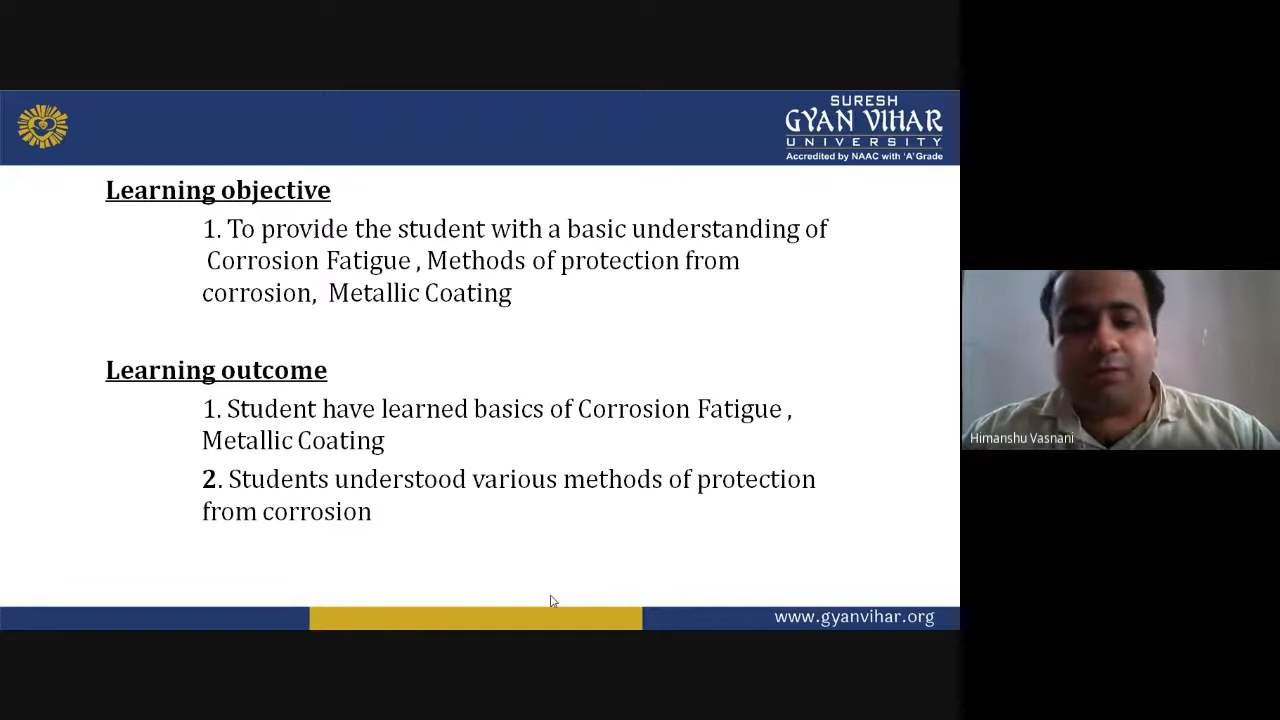 SURESH
GYAN VIHAR
UNIVERSITY
Accredited by NAAC with 'A' Grade
Learning objective
1. To provide the student with a basic understanding of
Corrosion Fatigue , Methods of protection from
corrosion, Metallic Coating
Learning outcome
1. Student have learned basics of Corrosion Fatigue ,
Metallic Coating
2. Students understood various methods of protection
from corrosion
www.gyanvihar.org
Himanshu Vasnani